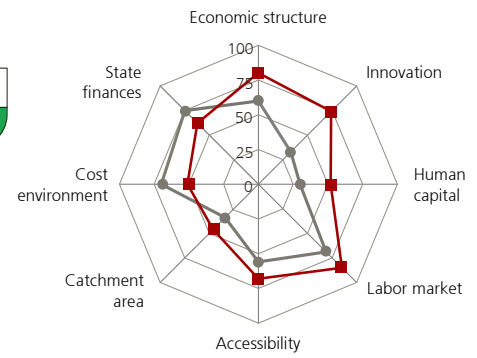 Economic structure
100
State
finances
Innovation
75
50
25
Cost
environment
0
Human
capital
Catchment
area
Labor market
Accessibility